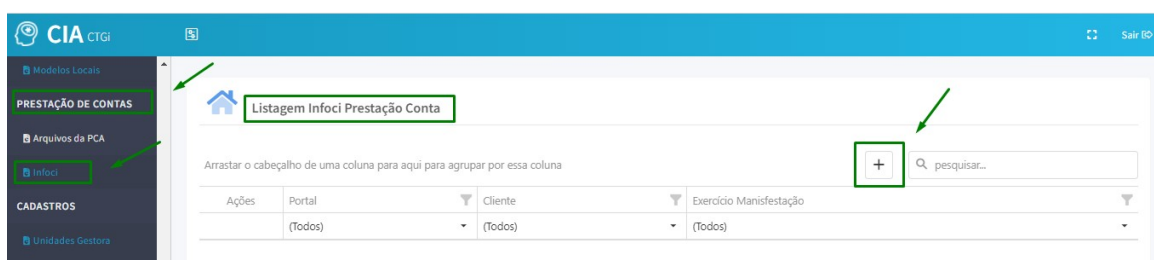 CIA CTGi
Sair
Modelos Locais
PRESTAÇÃO DE CONTAS
Listagem Infoci Prestação Conta
Arquivos da PCA
Arrastar o cabeçalho de uma coluna para aqui para agrupar por essa coluna
+
pesquisar...
Infoci
Ações
Portal
Cliente
Exercício Manisfestação
CADASTROS
(Todos)
(Todos)
(Todos)
Unidades Gestora